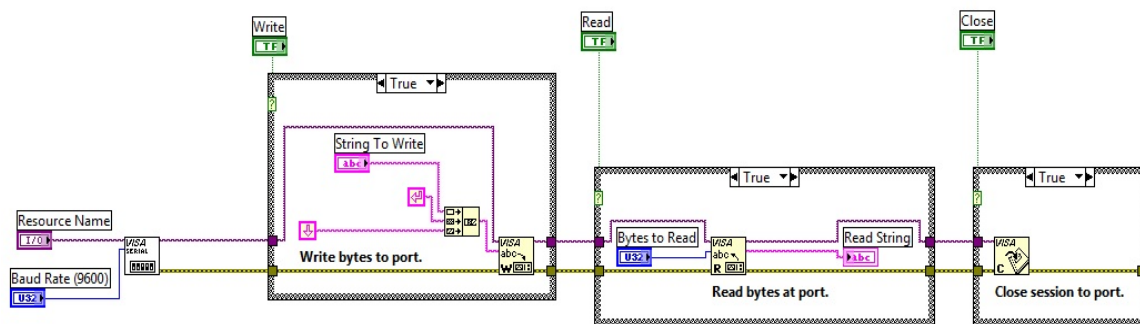 Write
TF
Read
TF
Close
TF
True
?
String To Write
abc
Resource Name
I/O
VISA
SERIAL
Baud Rate (9600)
U32
Write bytes to port.
VISA
abc
W
True
?
Bytes to Read
U32
VISA
abc
R
Read String
abc
Read bytes at port.
True
?
VISA
C
Close session to port.